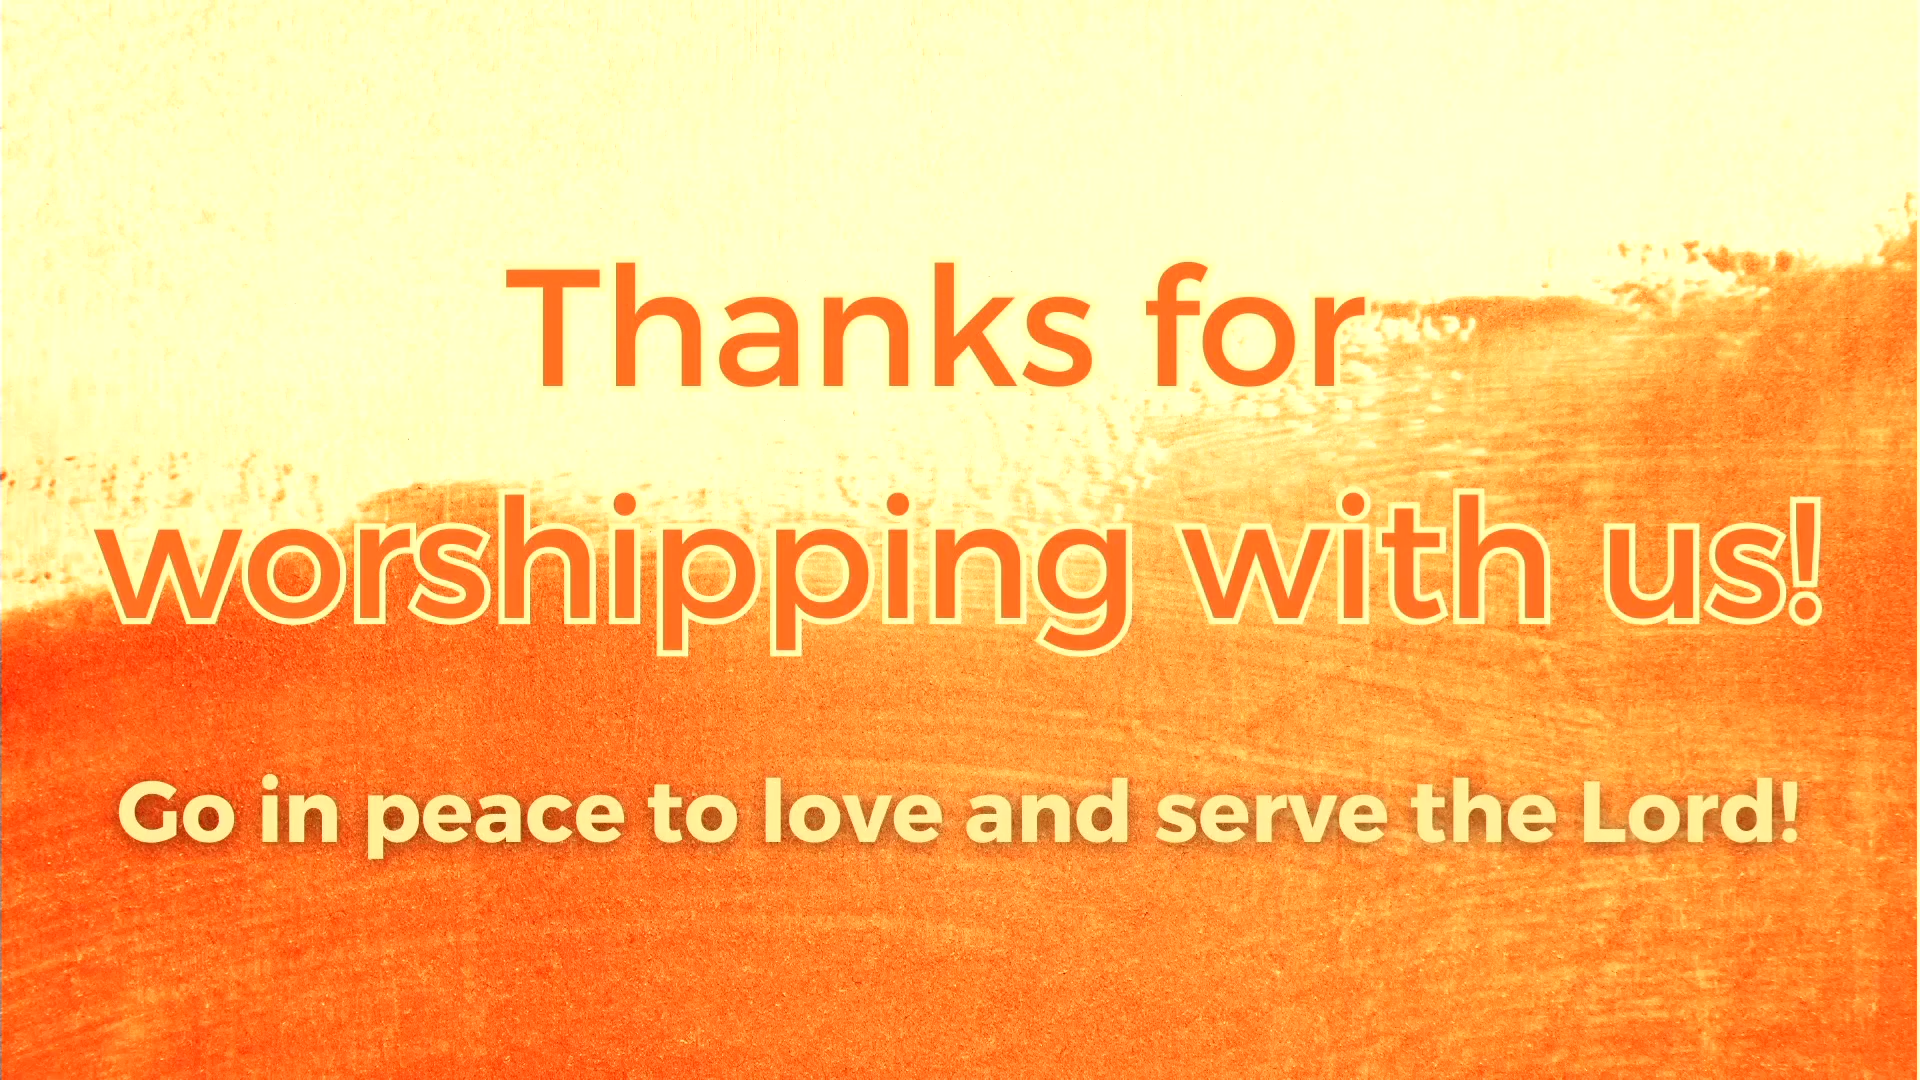 Thanks for
worshipping with us!
Go in peace to love and serve the Lord!